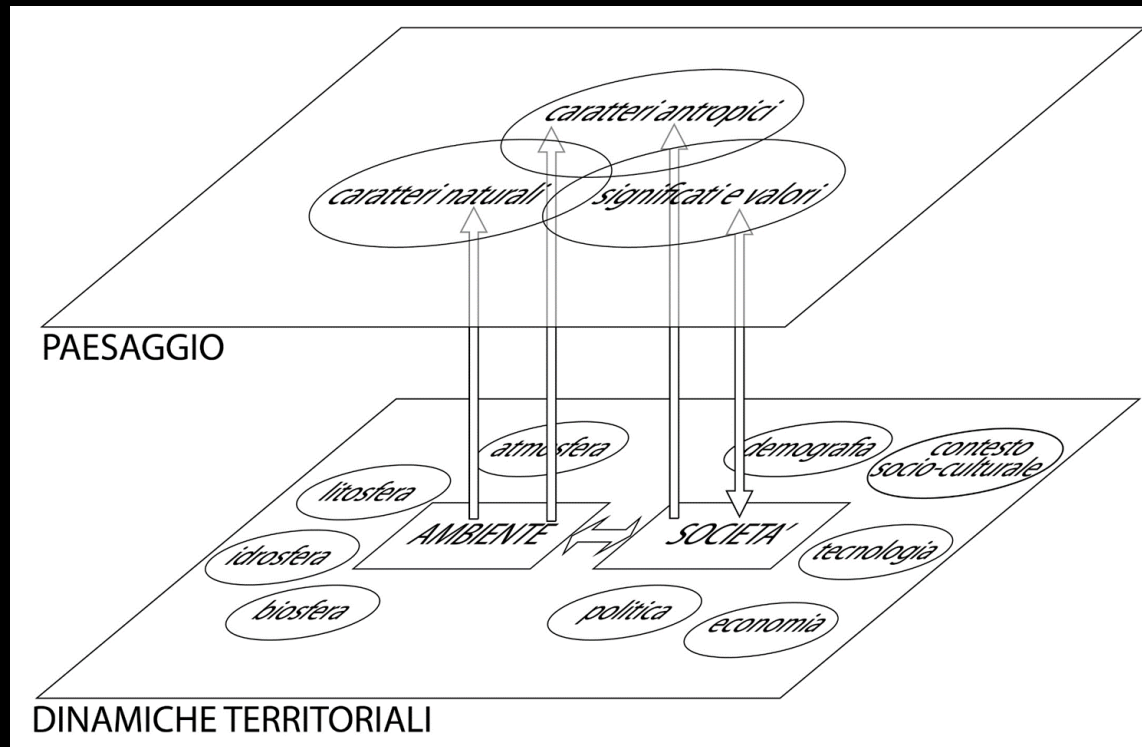 caratteri antropici
caratteri naturali
significati e valori
PAESAGGIO
atmosfera
demografia
contesto
socio-culturale
litosfera
AMBIENTE
SOCIETA'
tecnologia
idrosfera
biosfera
politica
economia
DINAMICHE TERRITORIALI